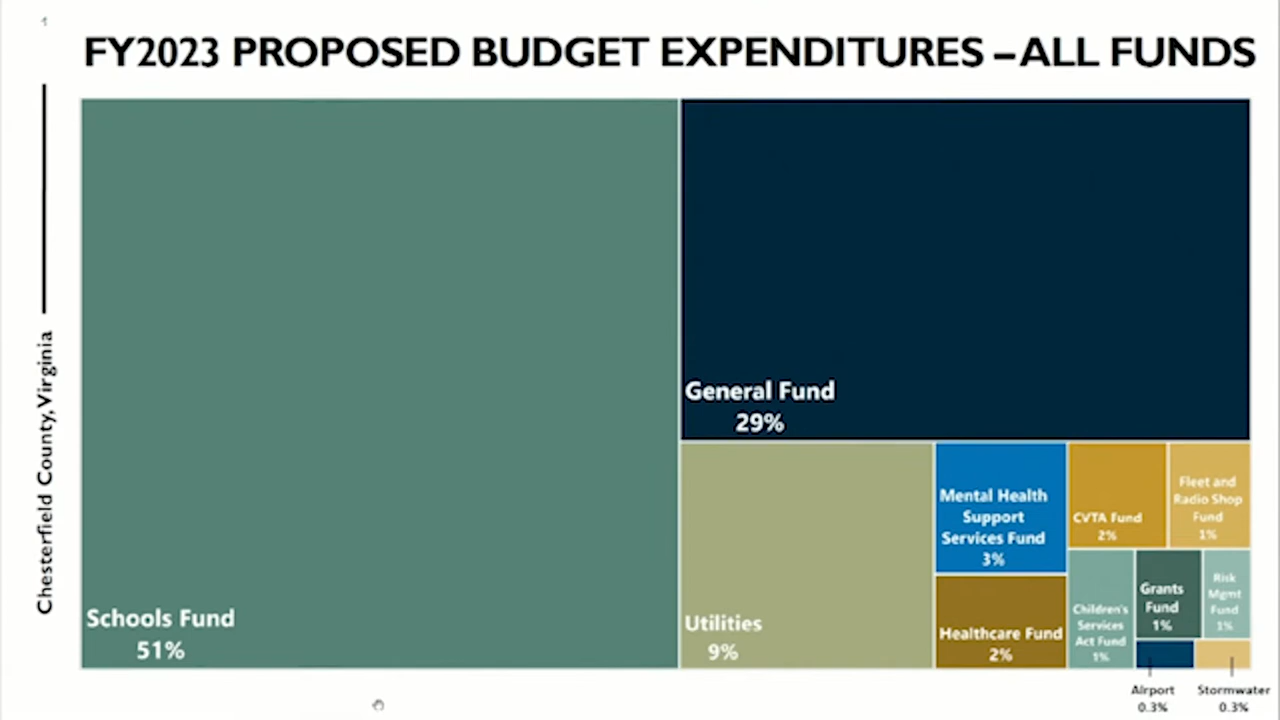 1
FY2023 PROPOSED BUDGET EXPENDITURES – ALL FUNDS
Chesterfield County, Virginia
Schools Fund
51%
General Fund
29%
Utilities
9%
Mental Health
Support
Services Fund
3%
Healthcare Fund
2%
CVTA Fund
2%
Fleet and
Radio Shop
Fund
1%
Children's
Services
Act Fund
1%
Grants
Fund
1%
Risk
Mgmt
Fund
1%
Airport
0.3%
Stormwater
0.3%